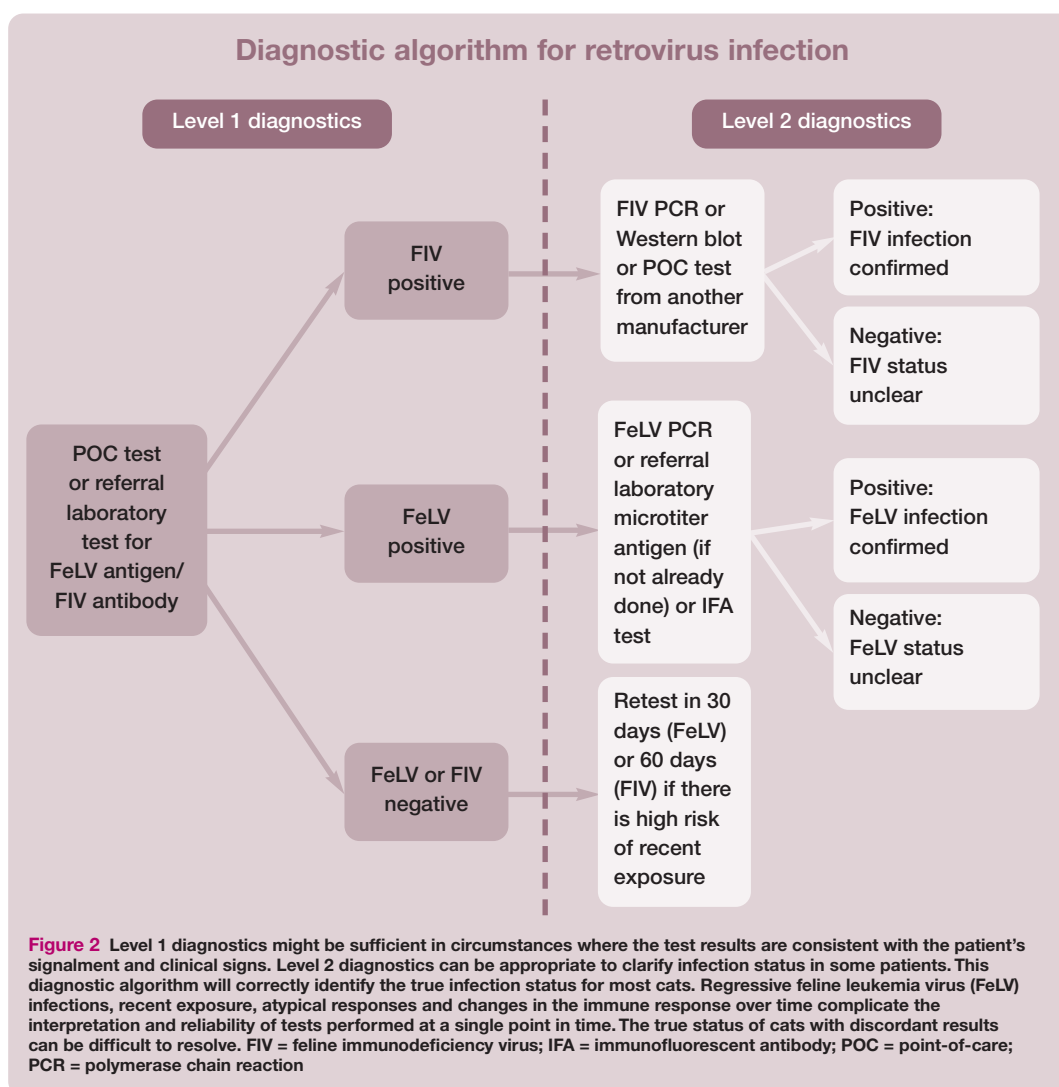 Diagnostic algorithm for retrovirus infection
Level 1 diagnostics
Level 2 diagnostics
POC test
or referral
laboratory
test for
FeLV antigen/
FIV antibody
FIV
positive
FIV PCR or
Western blot
or POC test
from another
manufacturer
Positive:
FIV infection
confirmed
Negative:
FIV status
unclear
FeLV
positive
FeLV PCR
or referral
laboratory
microtiter
antigen (if
not already
done) or IFA
test
Positive:
FeLV infection
confirmed
Negative:
FeLV status
unclear
FeLV or FIV
negative
Retest in 30
days (FeLV)
or 60 days
(FIV) if there
is high risk
of recent
exposure
Figure 2 Level 1 diagnostics might be sufficient in circumstances where the test results are consistent with the patient's
signalment and clinical signs. Level 2 diagnostics can be appropriate to clarify infection status in some patients. This
diagnostic algorithm will correctly identify the true infection status for most cats. Regressive feline leukemia virus (FeLV)
infections, recent exposure, atypical responses and changes in the immune response over time complicate the
interpretation and reliability of tests performed at a single point in time. The true status of cats with discordant results
can be difficult to resolve. FIV = feline immunodeficiency virus; IFA = immunofluorescent antibody; POC = point-of-care;
PCR = polymerase chain reaction